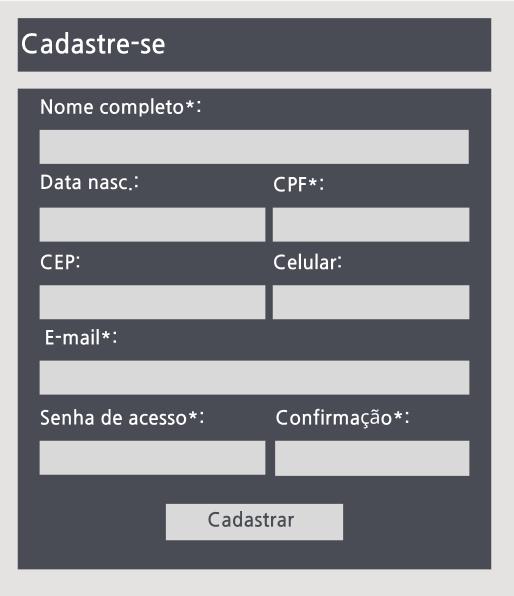 Cadastre-se
Nome completo*:
Data nasc.: CPF*:
CEP: Celular:
E-mail*:
Senha de acesso*: Confirmação*:
Cadastrar